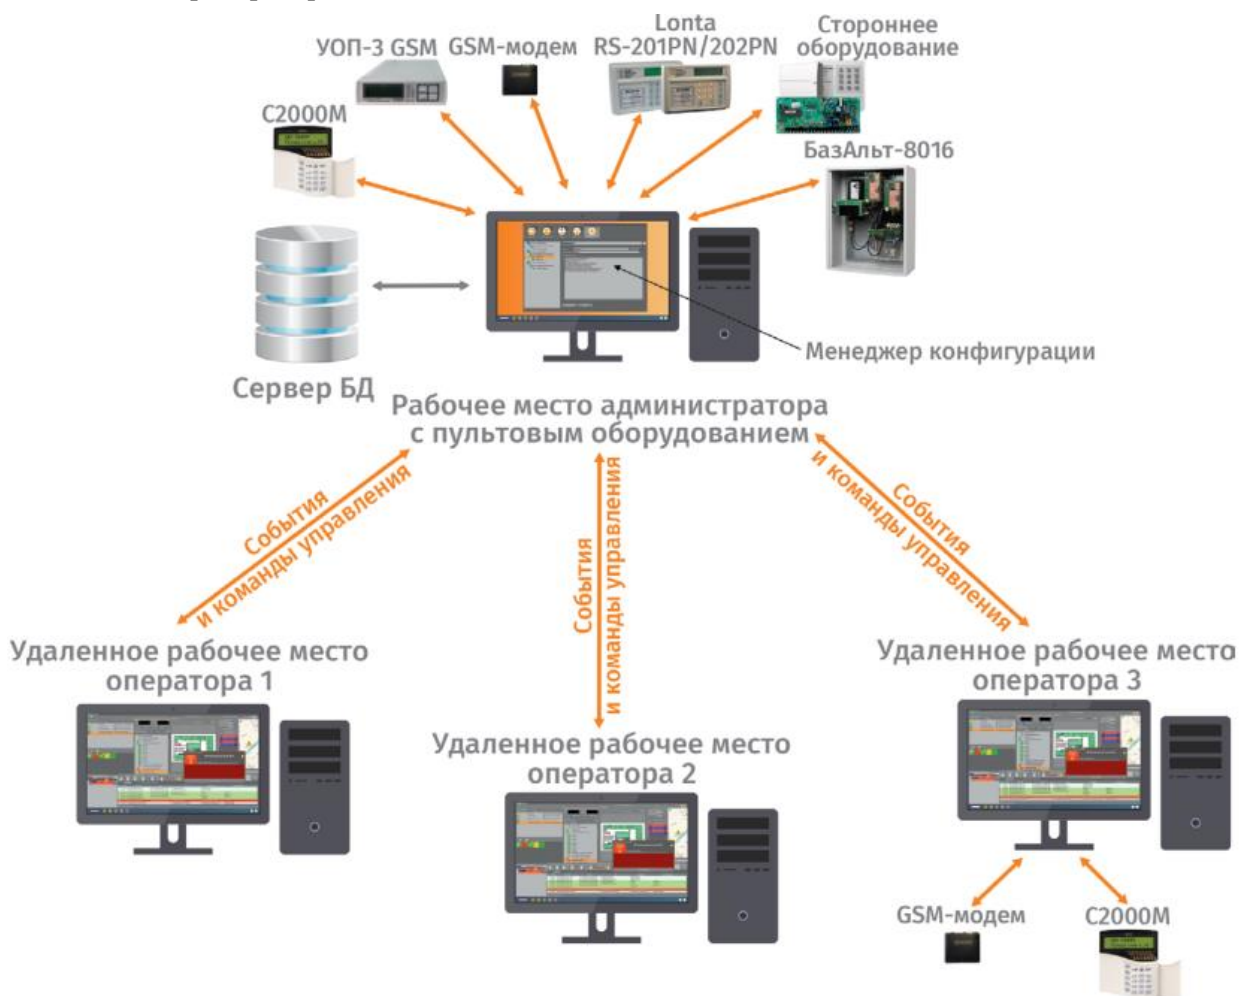 УОП-3 GSM
GSM-модем
Lonta
RS-201PN/202PN
Стороннее
оборудование
С2000М
БазАльт-8016
Менеджер конфигурации
Сервер БД
Рабочее место администратора
с пультовым оборудованием
События
и команды управления
События
и команды управления
События
и команды управления
Удаленное рабочее место
оператора 1
Удаленное рабочее место
оператора 2
Удаленное рабочее место
оператора 3
GSM-модем
С2000М